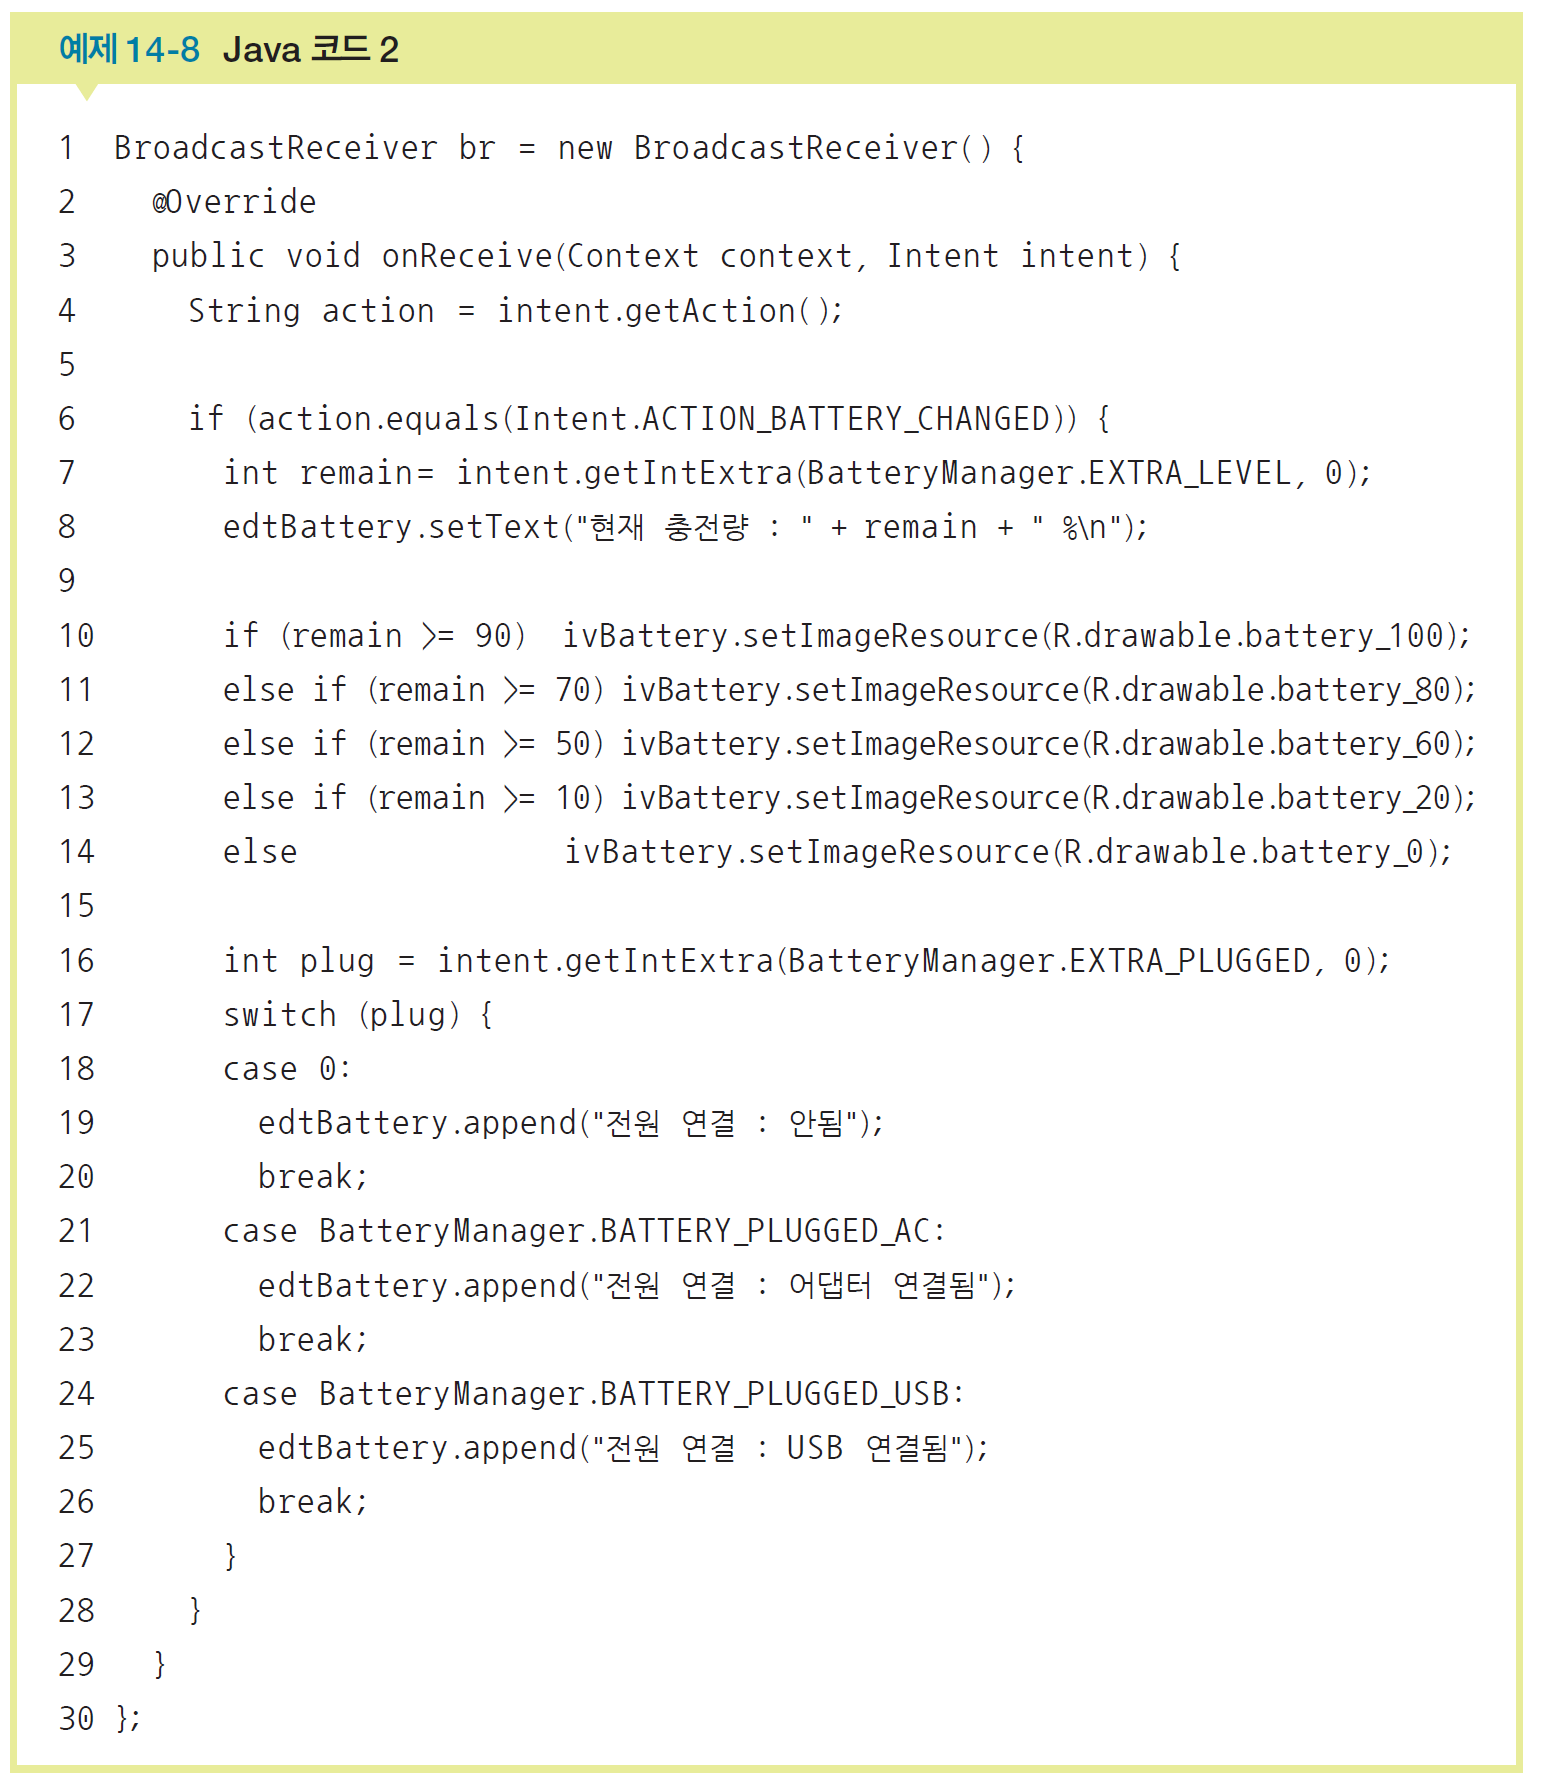 예제 14-8 Java 코드 2
1 BroadcastReceiver br = new BroadcastReceiver() {
2   @Override
3   public void onReceive(Context context, Intent intent) {
4     String action = intent.getAction();
5
6     if (action.equals(Intent.ACTION_BATTERY_CHANGED)) {
7       int remain= intent.getIntExtra(BatteryManager.EXTRA_LEVEL, 0);
8       edtBattery.setText("현재 충전량 : " + remain + " %\n");
9
10       if (remain >= 90)  ivBattery.setImageResource(R.drawable.battery_100);
11       else if (remain >= 70) ivBattery.setImageResource(R.drawable.battery_80);
12       else if (remain >= 50) ivBattery.setImageResource(R.drawable.battery_60);
13       else if (remain >= 10) ivBattery.setImageResource(R.drawable.battery_20);
14       else               ivBattery.setImageResource(R.drawable.battery_0);
15
16       int plug = intent.getIntExtra(BatteryManager.EXTRA_PLUGGED, 0);
17       switch (plug) {
18       case 0:
19         edtBattery.append("전원 연결 : 안됨");
20         break;
21       case BatteryManager.BATTERY_PLUGGED_AC:
22         edtBattery.append("전원 연결 : 어댑터 연결됨");
23         break;
24       case BatteryManager.BATTERY_PLUGGED_USB:
25         edtBattery.append("전원 연결 : USB 연결됨");
26         break;
27       }
28     }
29   }
30 };